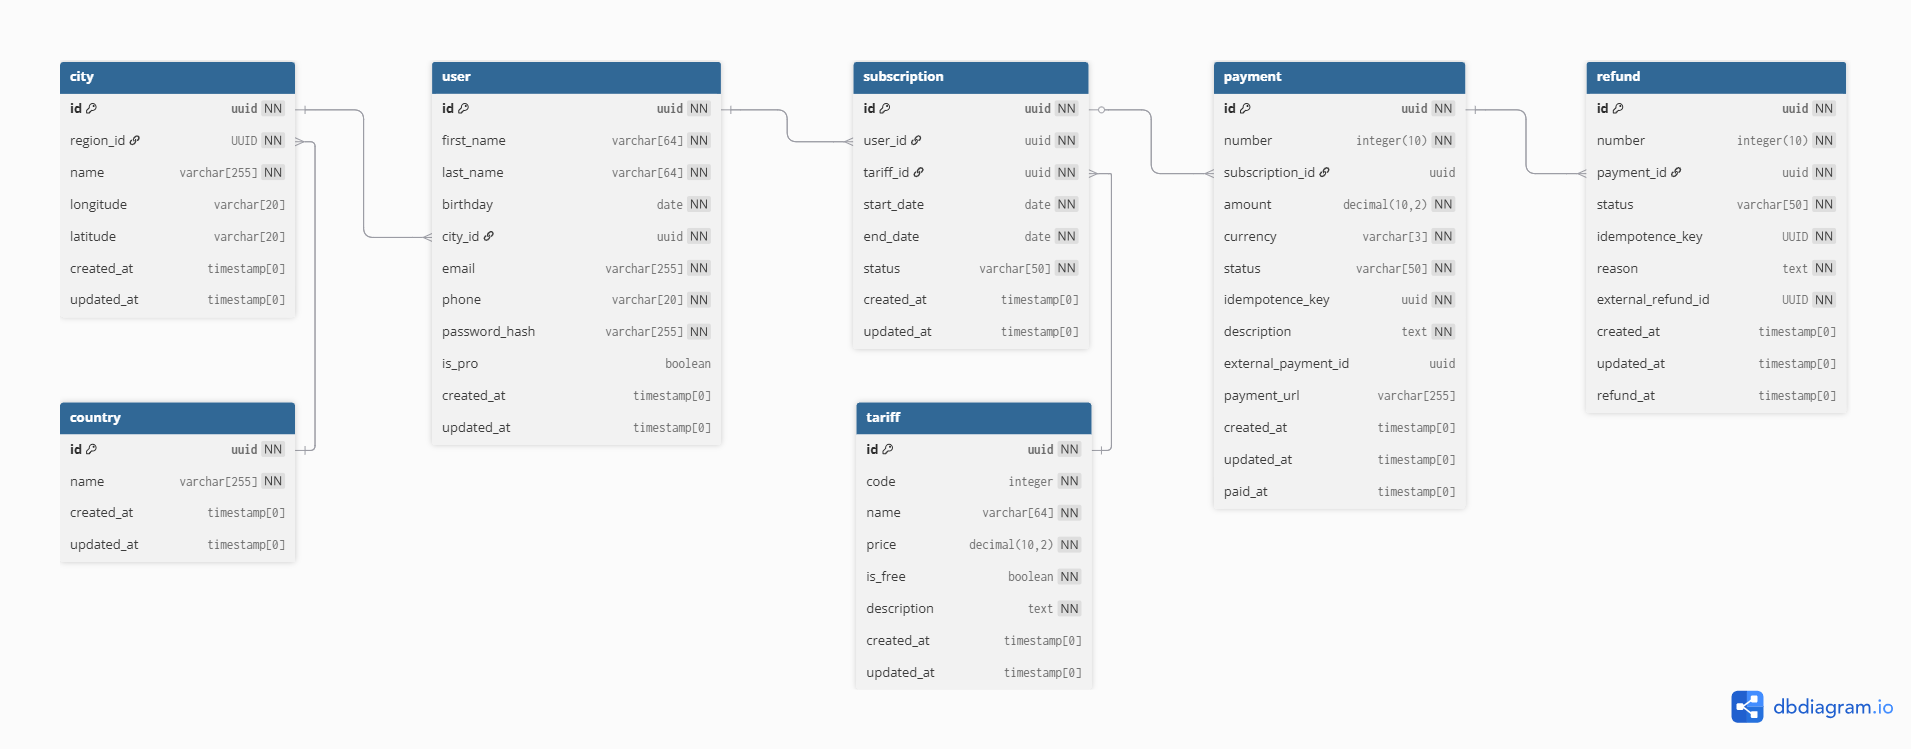 city
id uuid NN
region_id UUID NN
name varchar[255] NN
longitude varchar[20]
latitude varchar[20]
created_at timestamp[0]
updated_at timestamp[0]
country
id uuid NN
name varchar[255] NN
created_at timestamp[0]
updated_at timestamp[0]
user
id uuid NN
first_name varchar[64] NN
last_name varchar[64] NN
birthday date NN
city_id uuid NN
email varchar[255] NN
phone varchar[20] NN
password_hash varchar[255] NN
is_pro boolean
created_at timestamp[0]
updated_at timestamp[0]
subscription
id uuid NN
user_id uuid NN
tariff_id uuid NN
start_date date NN
end_date date NN
status varchar[50] NN
created_at timestamp[0]
updated_at timestamp[0]
tariff
id uuid NN
code integer NN
name varchar[64] NN
price decimal(10,2) NN
is_free boolean NN
description text NN
created_at timestamp[0]
updated_at timestamp[0]
payment
id uuid NN
number integer(10) NN
subscription_id uuid
amount decimal(10,2) NN
currency varchar[3] NN
status varchar[50] NN
idempotence_key uuid NN
description text NN
external_payment_id uuid
payment_url varchar[255]
created_at timestamp[0]
updated_at timestamp[0]
paid_at timestamp[0]
refund
id uuid NN
number integer(10) NN
payment_id uuid NN
status varchar[50] NN
idempotence_key UUID NN
reason text NN
external_refund_id UUID NN
created_at timestamp[0]
updated_at timestamp[0]
refund_at timestamp[0]
dbdiagram.io